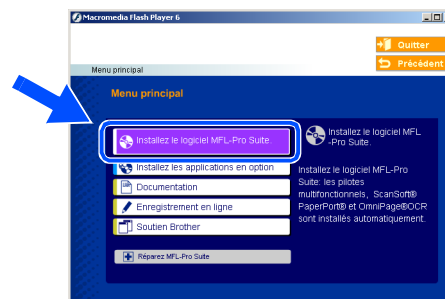 Macromedia Flash Player 6
Quitter
Précédent
Menu principal
Menu principal
Installez le logiciel MFL-Pro Suite.
Installez les applications en option
Documentation
Enregistrement en ligne
Soutien Brother
Réparez MFL-Pro Suite
Installez le logiciel MFL
-Pro Suite.
Installez le logiciel MFL-Pro
Suite: les pilotes
multifonctionnels, ScanSoft®
PaperPort® et OmniPage®OCR
sont installés automatiquement.